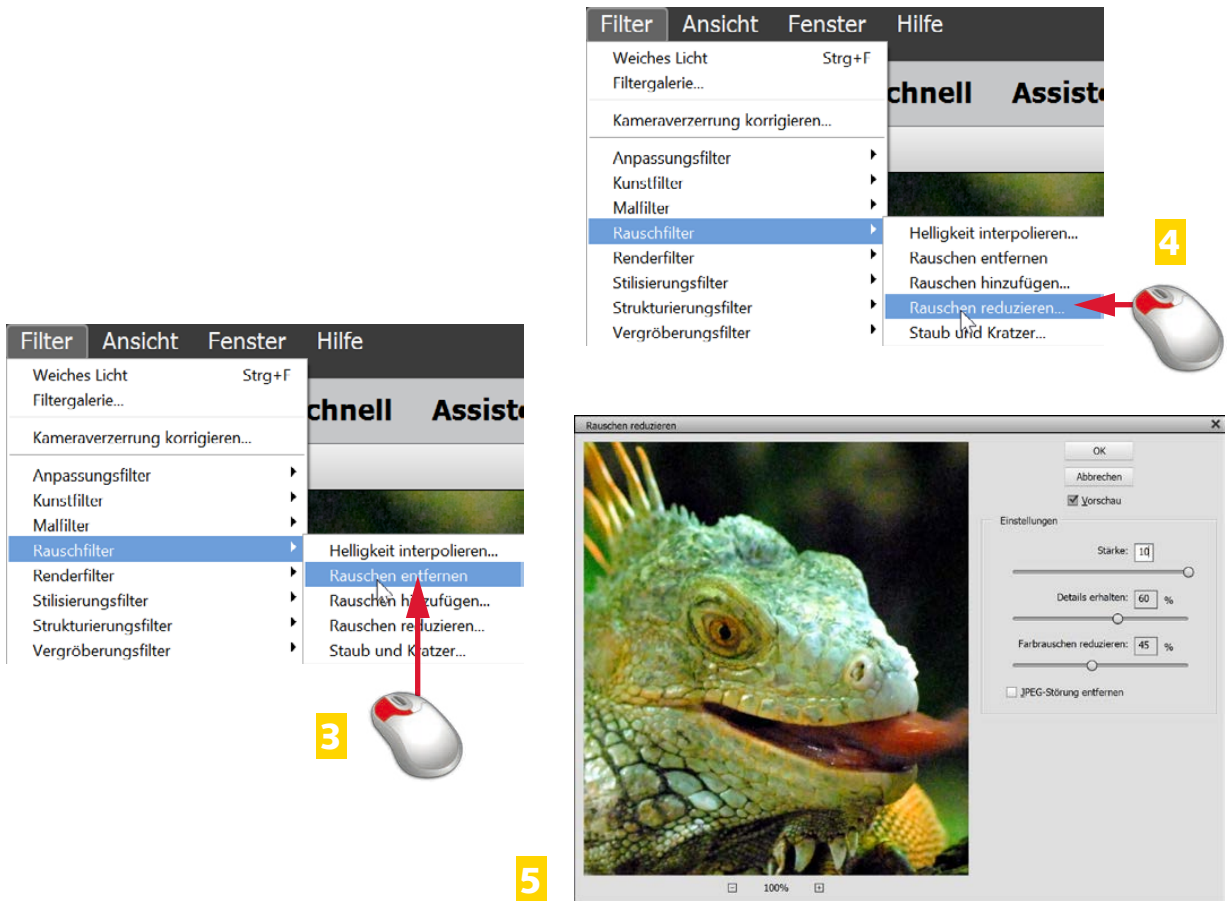 Filter Ansicht Fenster Hilfe
Weiches Licht Strg+F
Filtergalerie...
Kameraverzerrung korrigieren...
Anpassungsfilter
Kunstfilter
Malfilter
Rauschfilter
Renderfilter
Stilisierungsfilter
Strukturierungsfilter
Vergröberungsfilter
chnell Assiste
Helligkeit interpolieren...
Rauschen entfernen
Rauschen hinzufügen...
Rauschen reduzieren...
Staub und Kratzer...
3
Filter Ansicht Fenster Hilfe
Weiches Licht Strg+F
Filtergalerie...
Kameraverzerrung korrigieren...
Anpassungsfilter
Kunstfilter
Malfilter
Rauschfilter
Renderfilter
Stilisierungsfilter
Strukturierungsfilter
Vergröberungsfilter
chnell Assiste
Helligkeit interpolieren...
Rauschen entfernen
Rauschen hinzufügen...
Rauschen reduzieren...
Staub und Kratzer...
4
Rauschen reduzieren
OK
Abbrechen
Vorschau
Einstellungen
Stärke: 10
Details erhalten: 60 %
Farbrauschen reduzieren: 45 %
JPEG-Störung entfernen
100%
5